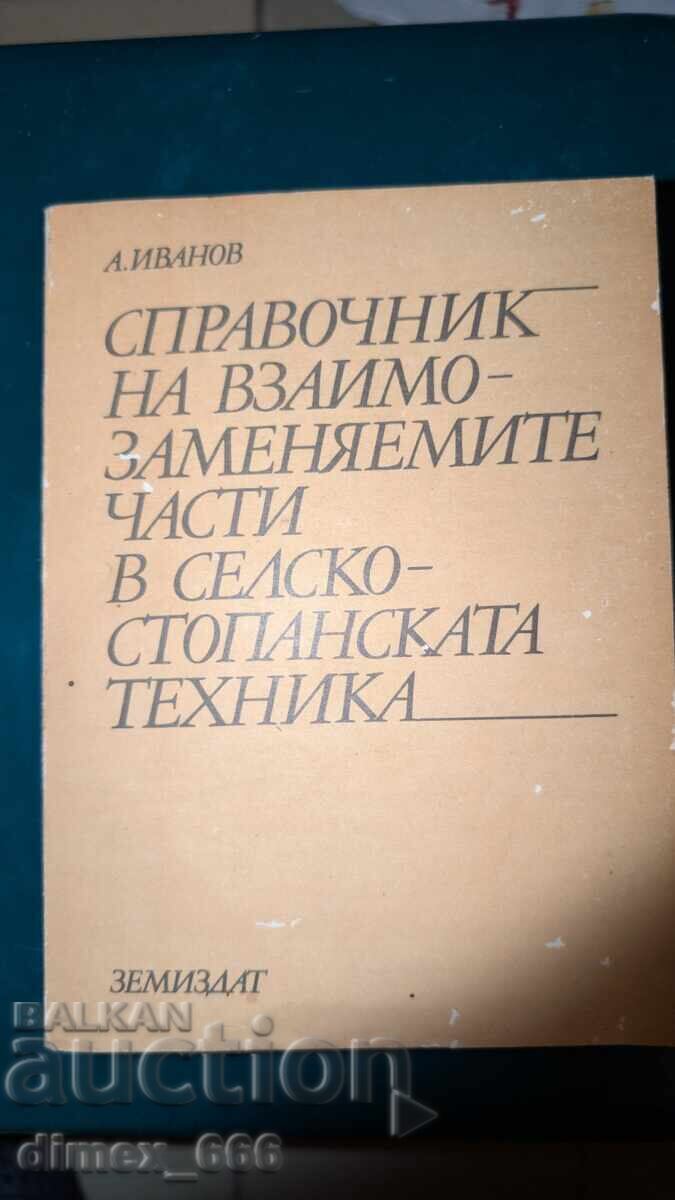 А.ИВАНОВ
СПРАВОЧНИК
НА ВЗАИМО-
ЗАМЕНЯЕМИТЕ
ЧАСТИ
В СЕЛСКО-
СТОПАНСКАТА
ТЕХНИКА
ЗЕМИЗДАТ
BALKAN
auction
dimex_666